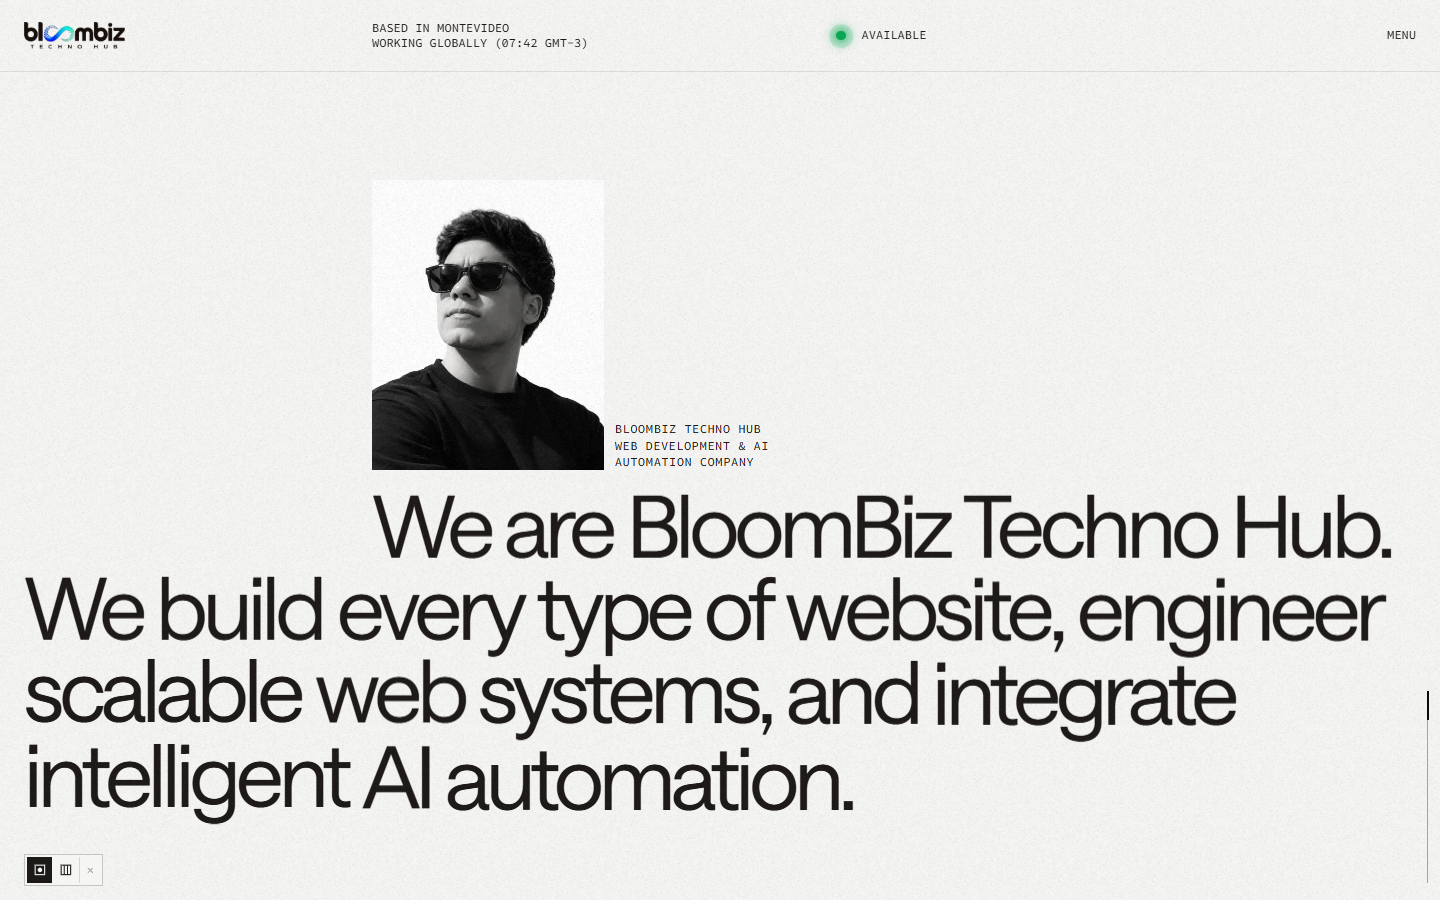 bloombiz
TECHNO HUB
BASED IN MONTEVIDEO
WORKING GLOBALLY (07:42 GMT-3)
AVAILABLE
MENU
BLOOMBIZ TECHNO HUB
WEB DEVELOPMENT & AI
AUTOMATION COMPANY
We are BloomBiz Techno Hub.
We build every type of website, engineer
scalable web systems, and integrate
intelligent AI automation.